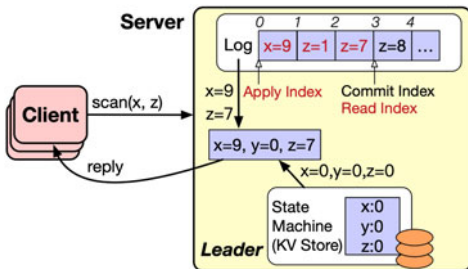 Server
0 1 2 3 4
Log x=9 z=1 z=7 z=8 ...
Apply Index
Commit Index
Read Index
x=9
z=7
scan(x, z)
Client
x=9, y=0, z=7
reply
x=0,y=0,z=0
State
Machine
(KV Store)
x:0
y:0
z:0
Leader